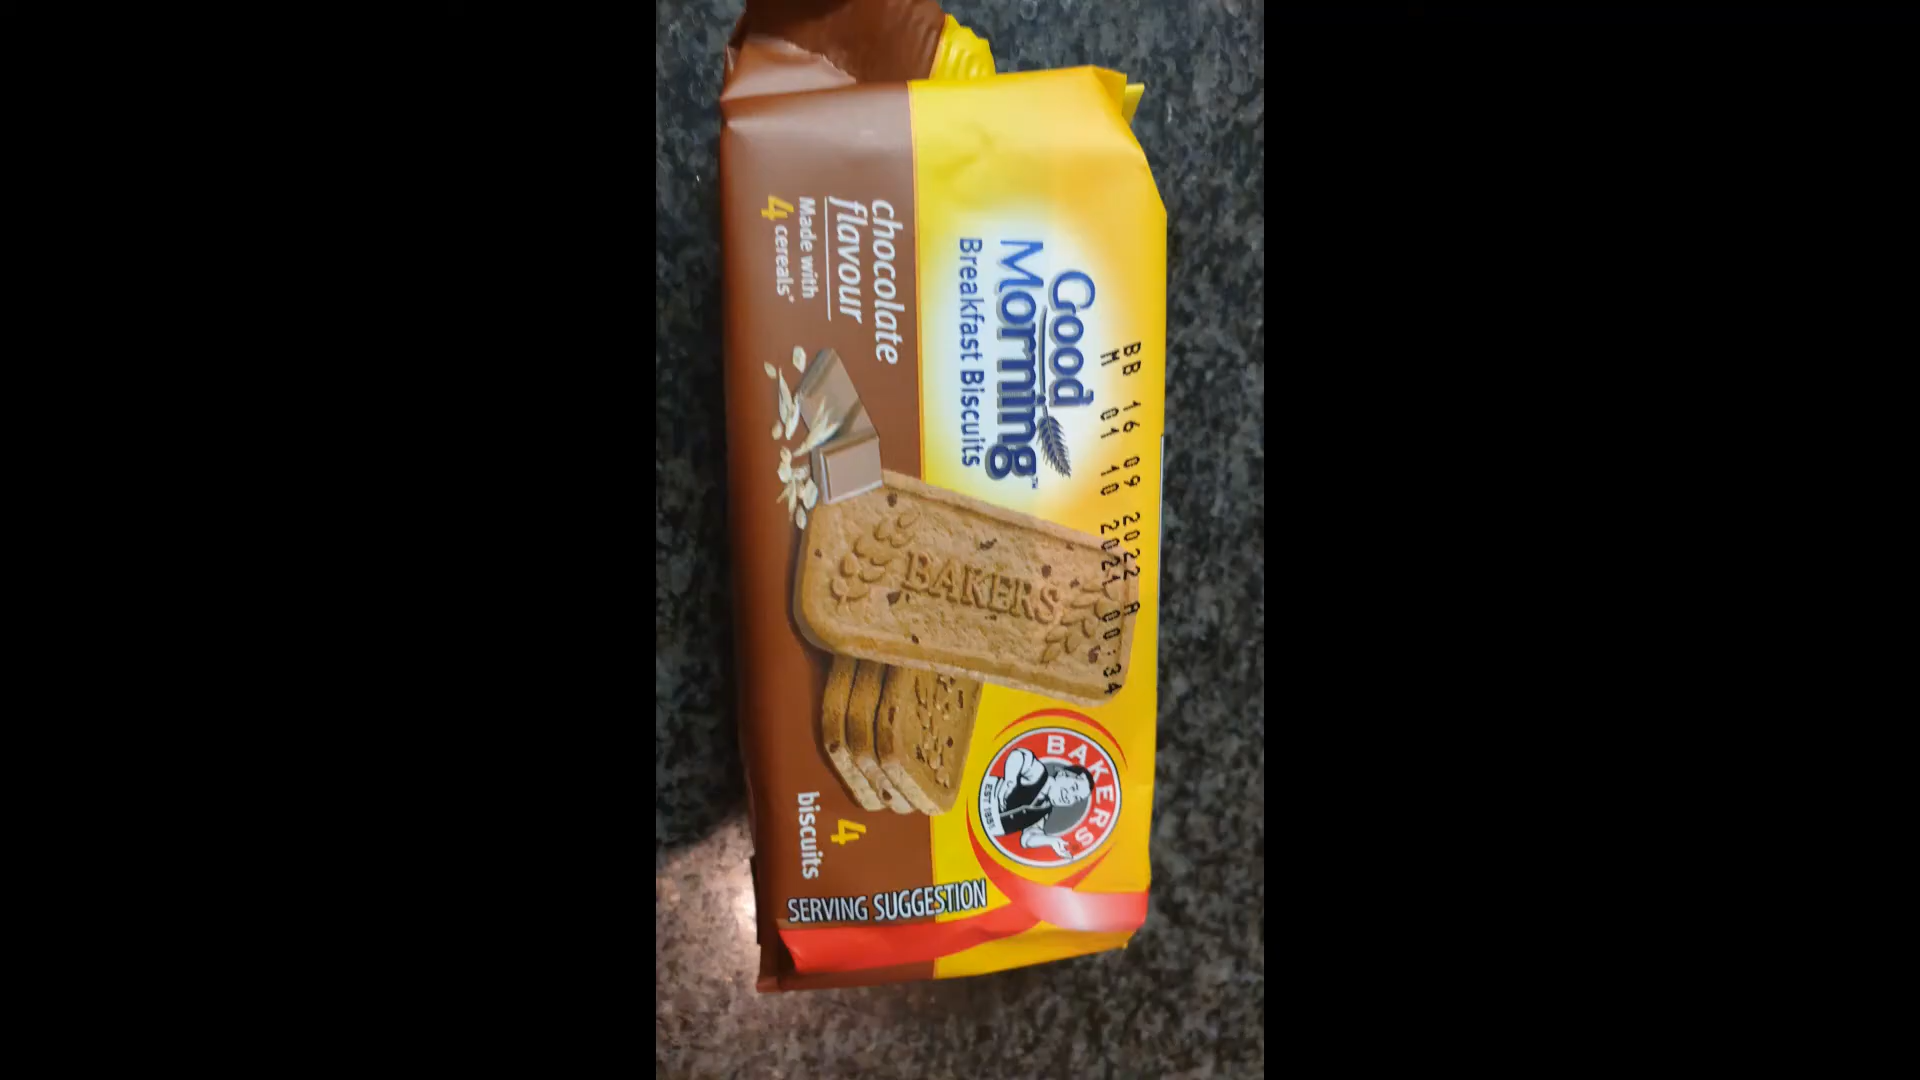 BB 16 09 2022 A
M 01 10 2021 00:34
Good
Morning™
Breakfast Biscuits
chocolate
flavour
Made with
4 cereals*
BAKERS
BAKERS
EST 1851
4
biscuits
SERVING SUGGESTION